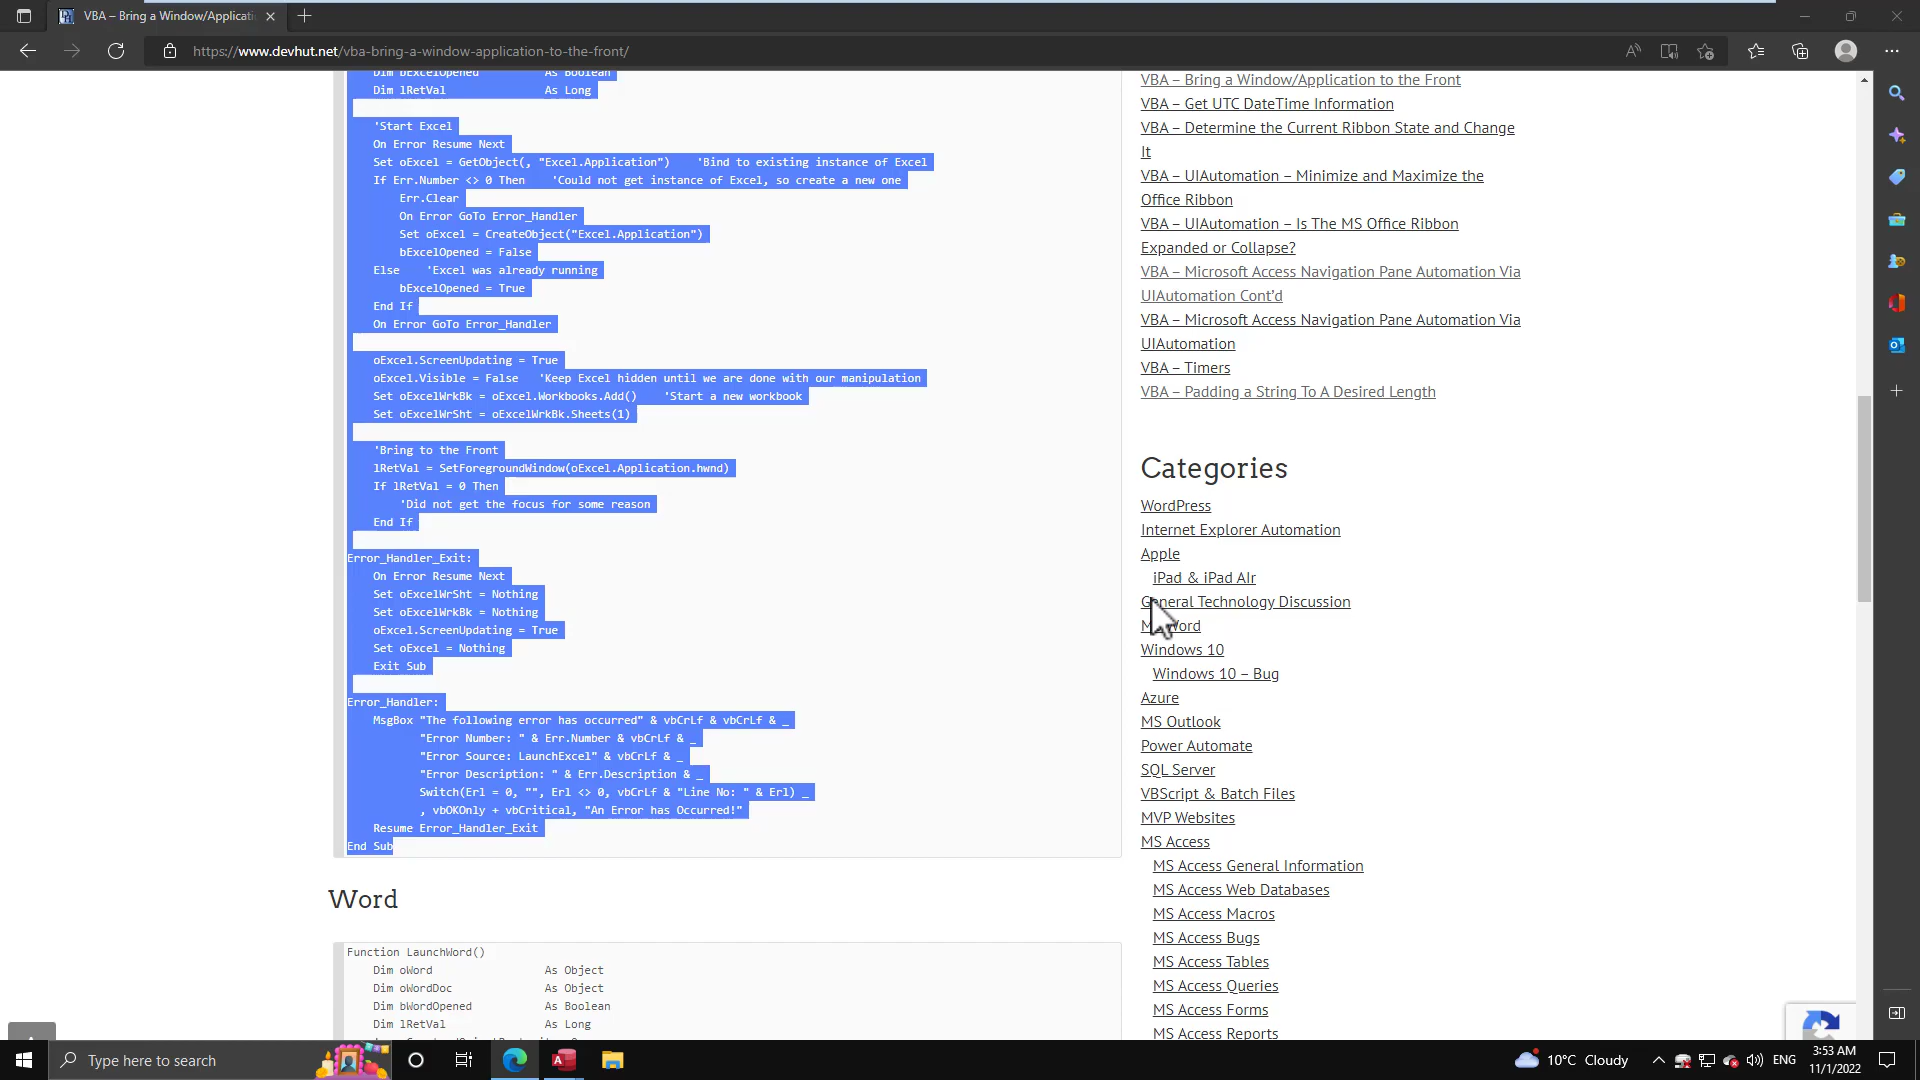 VBA – Bring a Window/Applicati
https://www.devhut.net/vba-bring-a-window-application-to-the-front/
Dim bExcelOpened As Boolean
Dim lRetVal As Long
'Start Excel
On Error Resume Next
Set oExcel = GetObject(, "Excel.Application") 'Bind to existing instance of Excel
If Err.Number <> 0 Then 'Could not get instance of Excel, so create a new one
Err.Clear
On Error GoTo Error_Handler
Set oExcel = CreateObject("Excel.Application")
bExcelOpened = False
Else 'Excel was already running
bExcelOpened = True
End If
On Error GoTo Error_Handler
oExcel.ScreenUpdating = True
oExcel.Visible = False 'Keep Excel hidden until we are done with our manipulation
Set oExcelWrkBk = oExcel.Workbooks.Add() 'Start a new workbook
Set oExcelWrSht = oExcelWrkBk.Sheets(1)
'Bring to the Front
lRetVal = SetForegroundWindow(oExcel.Application.hwnd)
If lRetVal = 0 Then
'Did not get the focus for some reason
End If
Error_Handler_Exit:
On Error Resume Next
Set oExcelWrSht = Nothing
Set oExcelWrkBk = Nothing
oExcel.ScreenUpdating = True
Set oExcel = Nothing
Exit Sub
Error_Handler:
MsgBox "The following error has occurred" & vbCrLf & vbCrLf & _
"Error Number: " & Err.Number & vbCrLf & _
"Error Source: LaunchExcel" & vbCrLf & _
"Error Description: " & Err.Description & _
Switch(Erl = 0, "", Erl <> 0, vbCrLf & "Line No: " & Erl) _
, vbOKOnly + vbCritical, "An Error has Occurred!"
Resume Error_Handler_Exit
End Sub
Word
Function LaunchWord()
Dim oWord As Object
Dim oWordDoc As Object
Dim bWordOpened As Boolean
Dim lRetVal As Long
VBA – Bring a Window/Application to the Front
VBA – Get UTC DateTime Information
VBA – Determine the Current Ribbon State and Change
It
VBA – UIAutomation – Minimize and Maximize the
Office Ribbon
VBA – UIAutomation – Is The MS Office Ribbon
Expanded or Collapse?
VBA – Microsoft Access Navigation Pane Automation Via
UIAutomation Cont'd
VBA – Microsoft Access Navigation Pane Automation Via
UIAutomation
VBA – Timers
VBA – Padding a String To A Desired Length
Categories
WordPress
Internet Explorer Automation
Apple
iPad & iPad AIr
General Technology Discussion
MS Word
Windows 10
Windows 10 – Bug
Azure
MS Outlook
Power Automate
SQL Server
VBScript & Batch Files
MVP Websites
MS Access
MS Access General Information
MS Access Web Databases
MS Access Macros
MS Access Bugs
MS Access Tables
MS Access Queries
MS Access Forms
MS Access Reports
Type here to search
10°C Cloudy
ENG
3:53 AM
11/1/2022